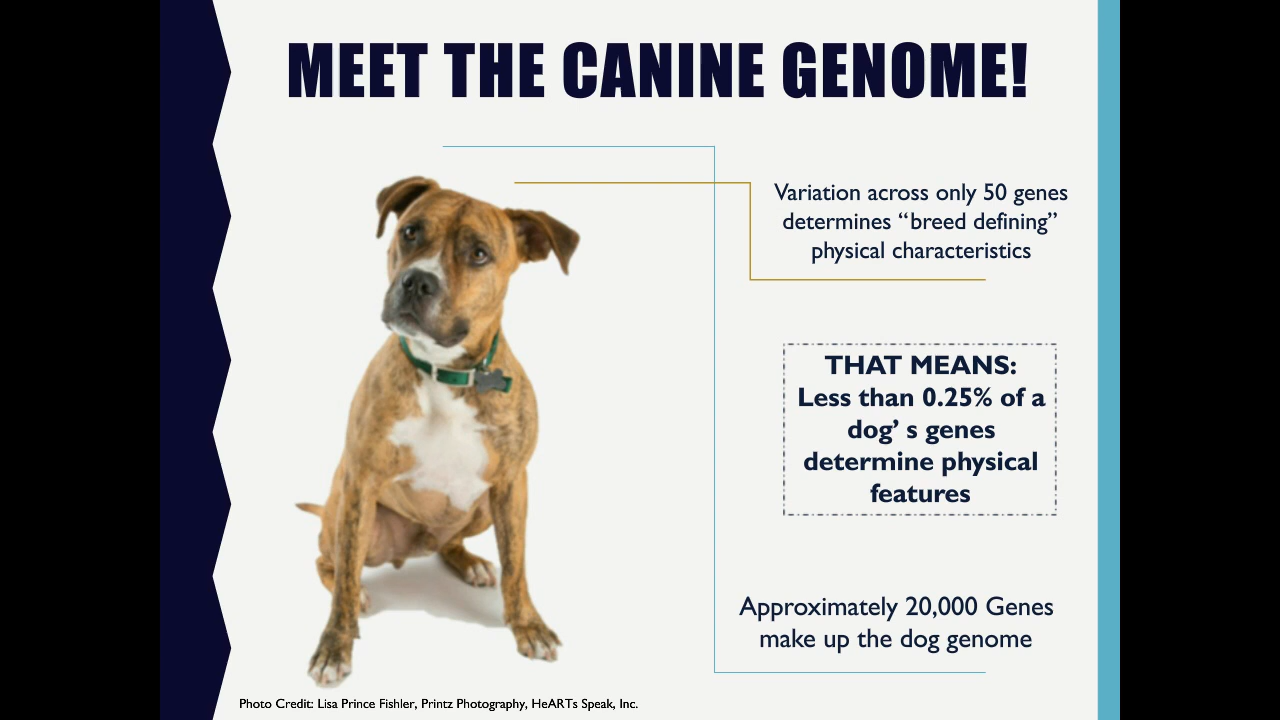 MEET THE CANINE GENOME!
Variation across only 50 genes
determines “breed defining”
physical characteristics
THAT MEANS:
Less than 0.25% of a
dog’ s genes
determine physical
features
Approximately 20,000 Genes
make up the dog genome
Photo Credit: Lisa Prince Fishler, Printz Photography, HeARTs Speak, Inc.